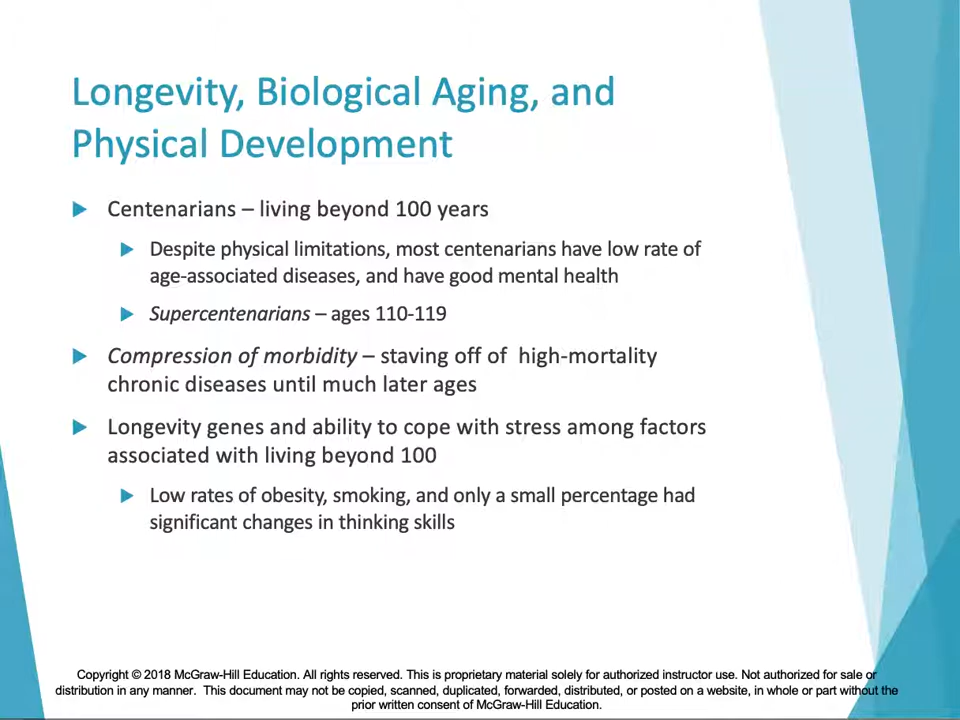 Longevity, Biological Aging, and
Physical Development
Centenarians – living beyond 100 years
Despite physical limitations, most centenarians have low rate of
age-associated diseases, and have good mental health
Supercentenarians – ages 110-119
Compression of morbidity – staving off of  high-mortality
chronic diseases until much later ages
Longevity genes and ability to cope with stress among factors
associated with living beyond 100
Low rates of obesity, smoking, and only a small percentage had
significant changes in thinking skills
Copyright © 2018 McGraw-Hill Education. All rights reserved. This is proprietary material solely for authorized instructor use. Not authorized for sale or
distribution in any manner.  This document may not be copied, scanned, duplicated, forwarded, distributed, or posted on a website, in whole or part without the
prior written consent of McGraw-Hill Education.